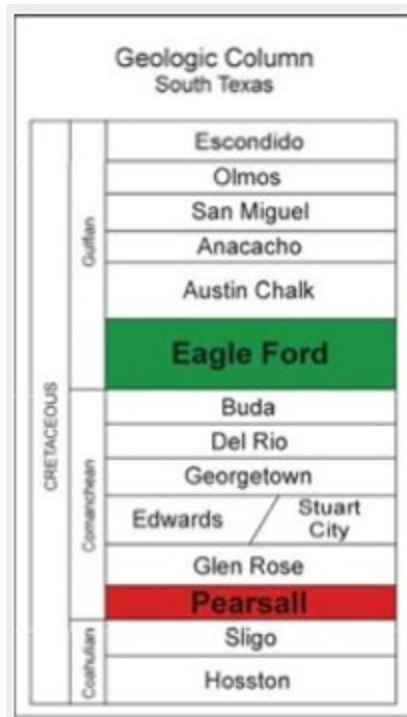 Geologic Column
South Texas
CRETACEOUS
Gulfian
Escondido
Olmos
San Miguel
Anacacho
Austin Chalk
Eagle Ford
Comanchean
Buda
Del Rio
Georgetown
Edwards
Stuart
City
Glen Rose
Pearsall
Coahulian
Sligo
Hosston